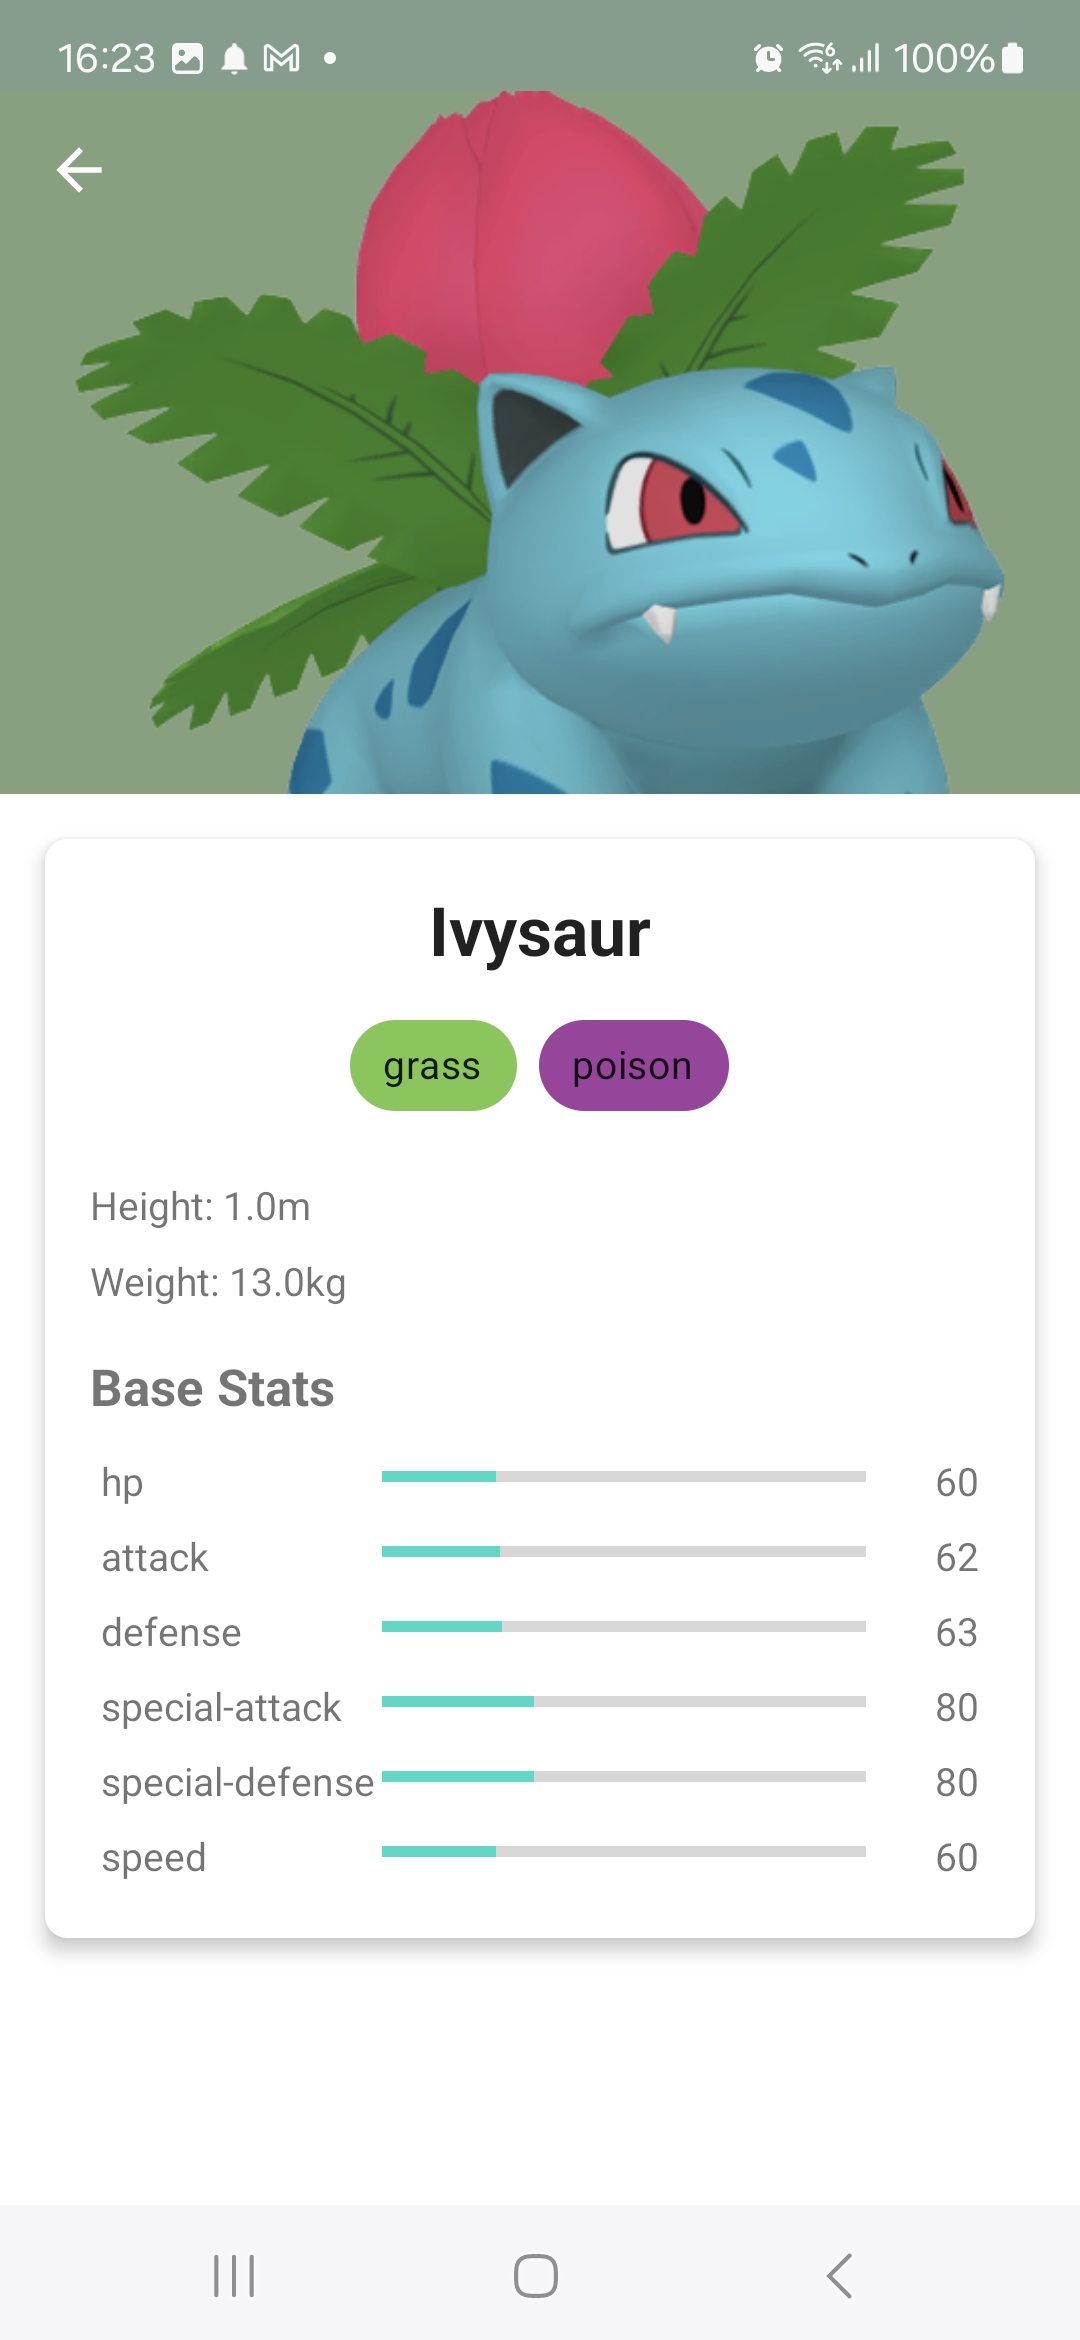 16:23 100%
Ivysaur
grass poison
Height: 1.0m
Weight: 13.0kg
Base Stats
hp 60
attack 62
defense 63
special-attack 80
special-defense 80
speed 60